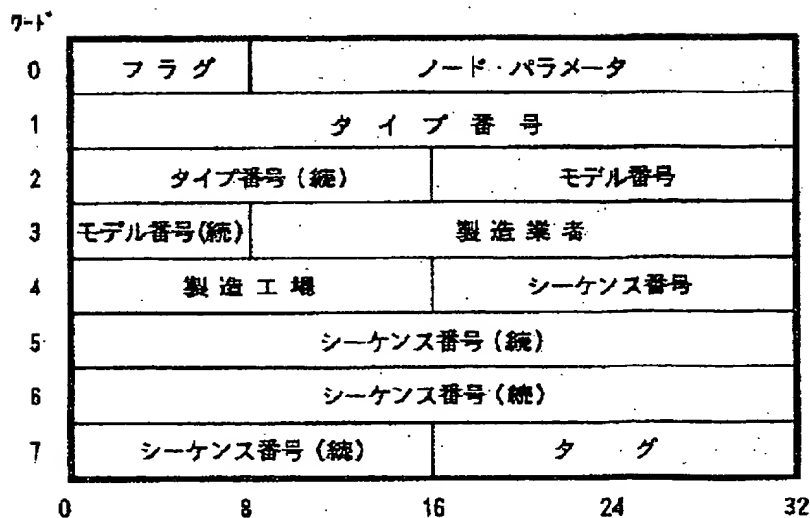 ワード
0 フラグ ノード・パラメータ
1 タイプ番号
2 タイプ番号(続) モデル番号
3 モデル番号(続) 製造業者
4 製造工場 シーケンス番号
5 シーケンス番号(続)
6 シーケンス番号(続)
7 シーケンス番号(続) タグ
0 8 16 24 32